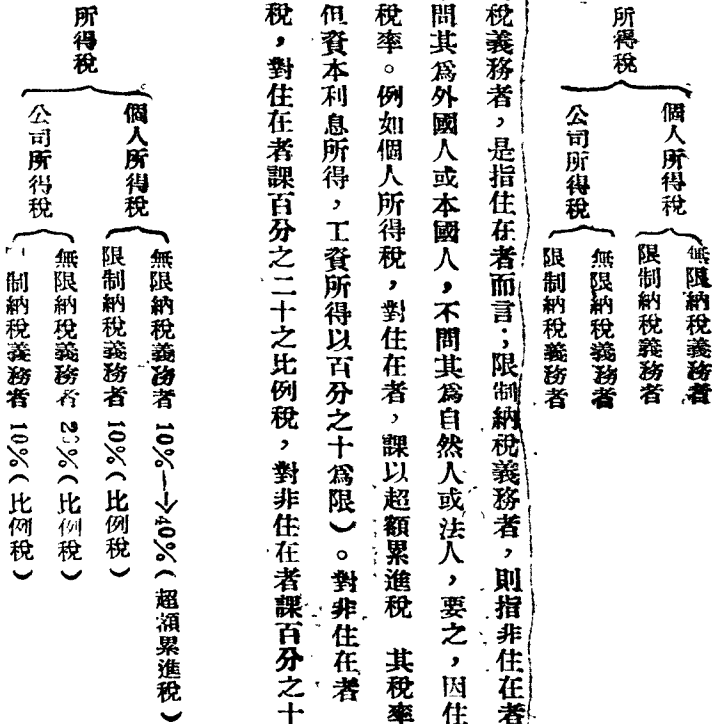 所得稅
個人所得稅
無限納稅義務者
限制納稅義務者
公司所得稅
無限納稅義務者
限制納稅義務者
稅義務者，是指住在者而言；限制納稅義務者，則指非住在者
問其爲外國人或本國人，不問其爲自然人或法人，要之，因住
稅率。例如個人所得稅，對住在者，課以超額累進稅　其稅率
但資本利息所得，工資所得以百分之十爲限）。對非住在者
稅，對住在者課百分之二十之比例稅，對非住在者課百分之十
所得稅
個人所得稅
無限納稅義務者 10%—→40%（超額累進稅）
限制納稅義務者 10%（比例稅）
公司所得稅
無限納稅義務者 2%（比例稅）
制納稅義務者 10%（比例稅）